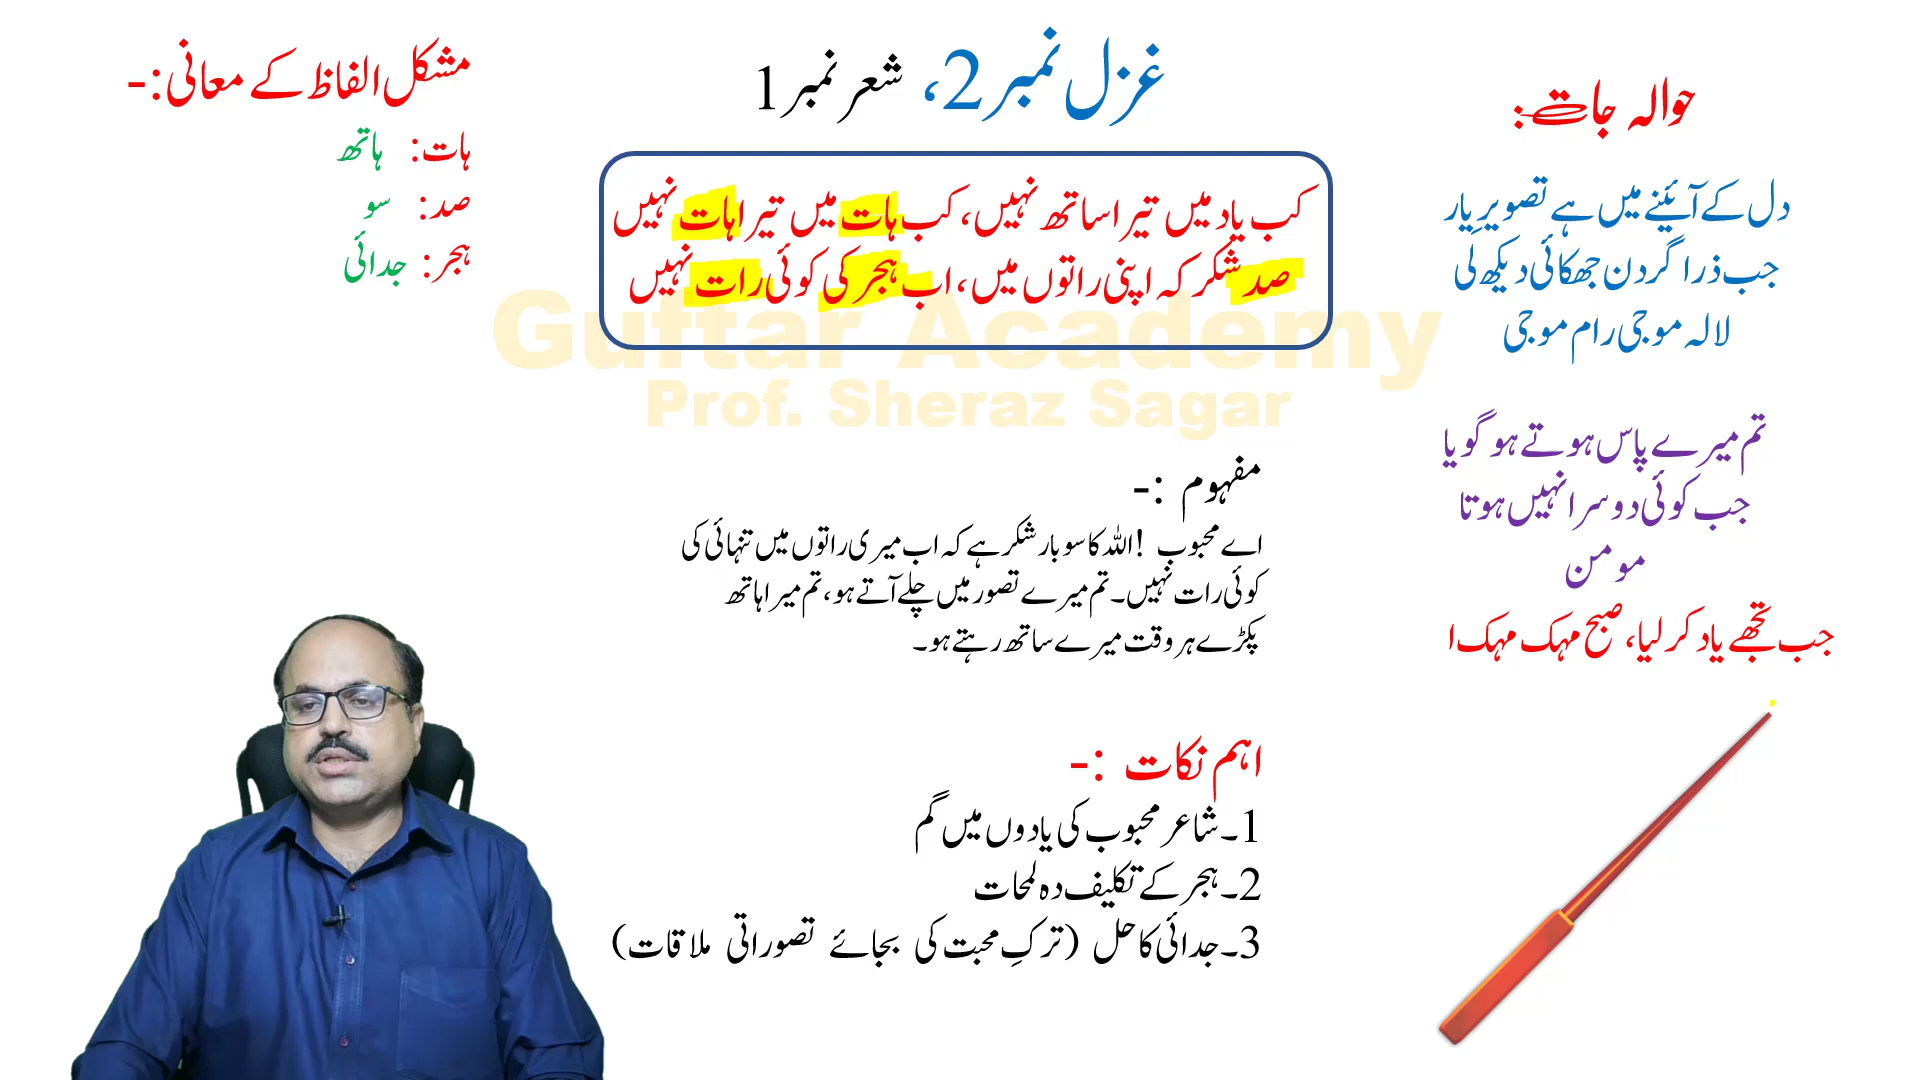 غزل نمبر 2، شعر نمبر 1
کب یاد میں تیرا ساتھ نہیں، کب ہات میں تیرا ہات نہیں
صد شکر کہ اپنی راتوں میں، اب ہجر کی کوئی رات نہیں
Guftar Academy
Prof. Sheraz Sagar
حوالہ جات:
دل کے آئینے میں ہے تصویرِ یار
جب ذرا گردن جھکائی دیکھ لی
لالہ موجی رام موجی
تم میرے پاس ہوتے ہو گویا
جب کوئی دوسرا نہیں ہوتا
مومن
جب تجھے یاد کر لیا، صبح مہک مہک ا
مشکل الفاظ کے معانی:-
ہات: ہاتھ
صد: سو
ہجر: جدائی
مفہوم :-
اے محبوب !اللہ کا سو بار شکر ہے کہ اب میری راتوں میں تنہائی کی
کوئی رات نہیں۔ تم میرے تصور میں چلے آتے ہو، تم میرا ہاتھ
پکڑے ہر وقت میرے ساتھ رہتے ہو۔
اہم نکات :-
1۔شاعر محبوب کی یادوں میں گم
2۔ہجر کے تکلیف دہ لمحات
3۔جدائی کا حل (ترکِ محبت کی بجائے تصوراتی ملاقات)